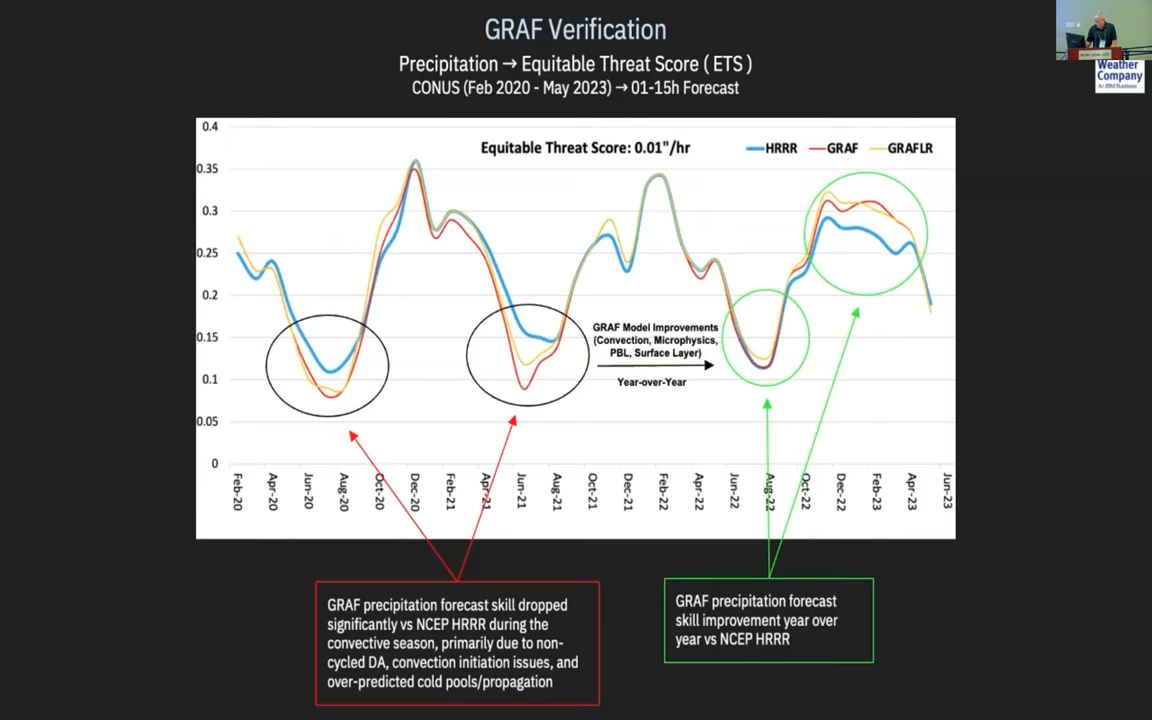 GRAF Verification
Precipitation → Equitable Threat Score ( ETS )
CONUS (Feb 2020 - May 2023) → 01-15h Forecast
Weather
Company
An IBM Business
Equitable Threat Score: 0.01"/hr
HRRR
GRAF
GRAFLR
0.4
0.35
0.3
0.25
0.2
0.15
0.1
0.05
0
GRAF Model Improvements
(Convection, Microphysics,
PBL, Surface Layer)
Year-over-Year
Feb-20
Apr-20
Jun-20
Aug-20
Oct-20
Dec-20
Feb-21
Apr-21
Jun-21
Aug-21
Oct-21
Dec-21
Feb-22
Apr-22
Jun-22
Aug-22
Oct-22
Dec-22
Feb-23
Apr-23
Jun-23
GRAF precipitation forecast skill dropped
significantly vs NCEP HRRR during the
convective season, primarily due to non-
cycled DA, convection initiation issues, and
over-predicted cold pools/propagation
GRAF precipitation forecast
skill improvement year over
year vs NCEP HRRR